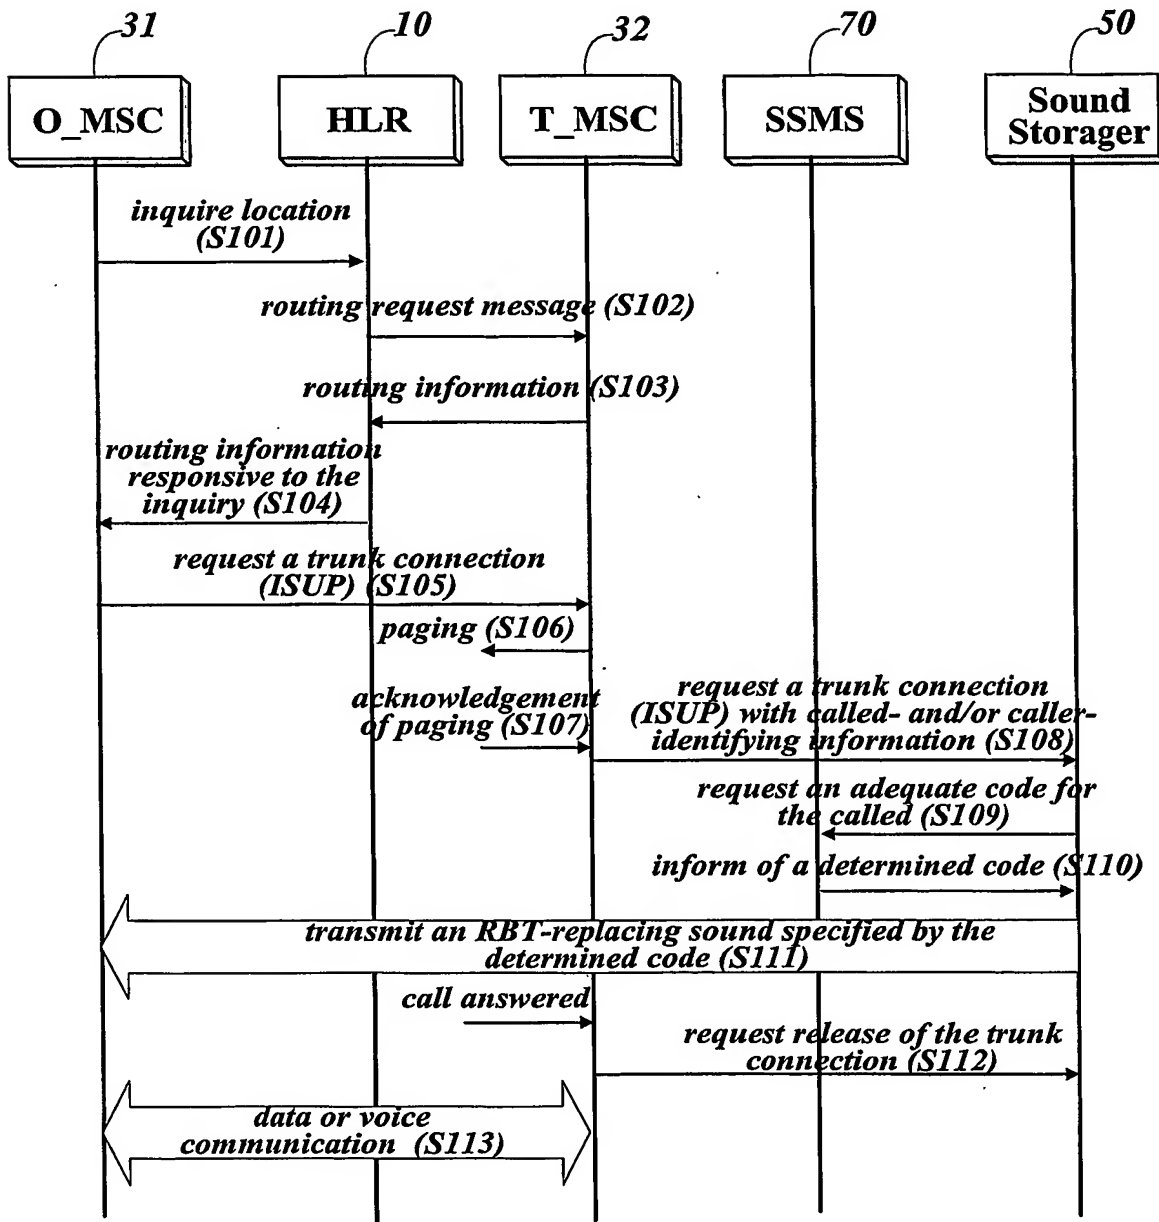 31
10
32
70
50
O_MSC
HLR
T_MSC
SSMS
Sound
Storager
inquire location
(S101)
routing request message (S102)
routing information (S103)
routing information
responsive to the
inquiry (S104)
request a trunk connection
(ISUP) (S105)
paging (S106)
acknowledgement
of paging (S107)
request a trunk connection
(ISUP) with called- and/or caller-
identifying information (S108)
request an adequate code for
the called (S109)
inform of a determined code (S110)
transmit an RBT-replacing sound specified by the
determined code (S111)
call answered
request release of the trunk
connection (S112)
data or voice
communication (S113)